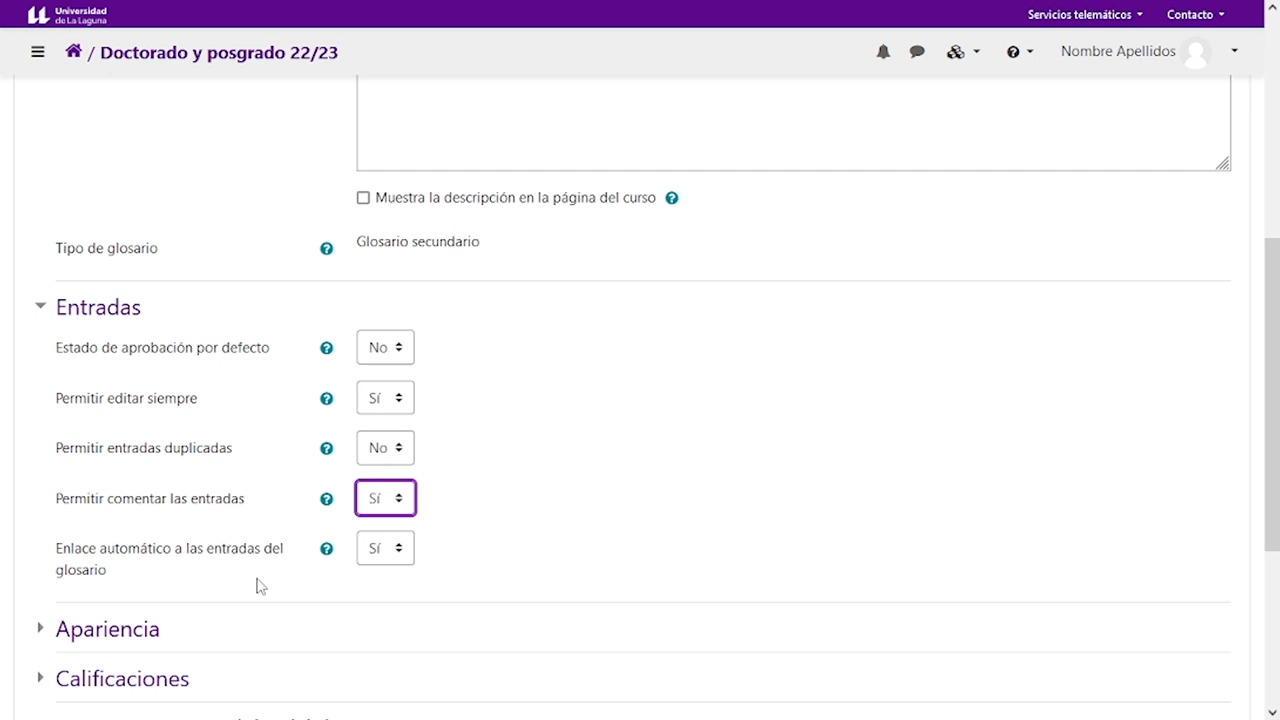 Universidad
de La Laguna
Servicios telemáticos
Contacto
/ Doctorado y posgrado 22/23
Nombre Apellidos
Muestra la descripción en la página del curso
Tipo de glosario
Glosario secundario
Entradas
Estado de aprobación por defecto
No
Permitir editar siempre
Sí
Permitir entradas duplicadas
No
Permitir comentar las entradas
Sí
Enlace automático a las entradas del
glosario
Sí
Apariencia
Calificaciones